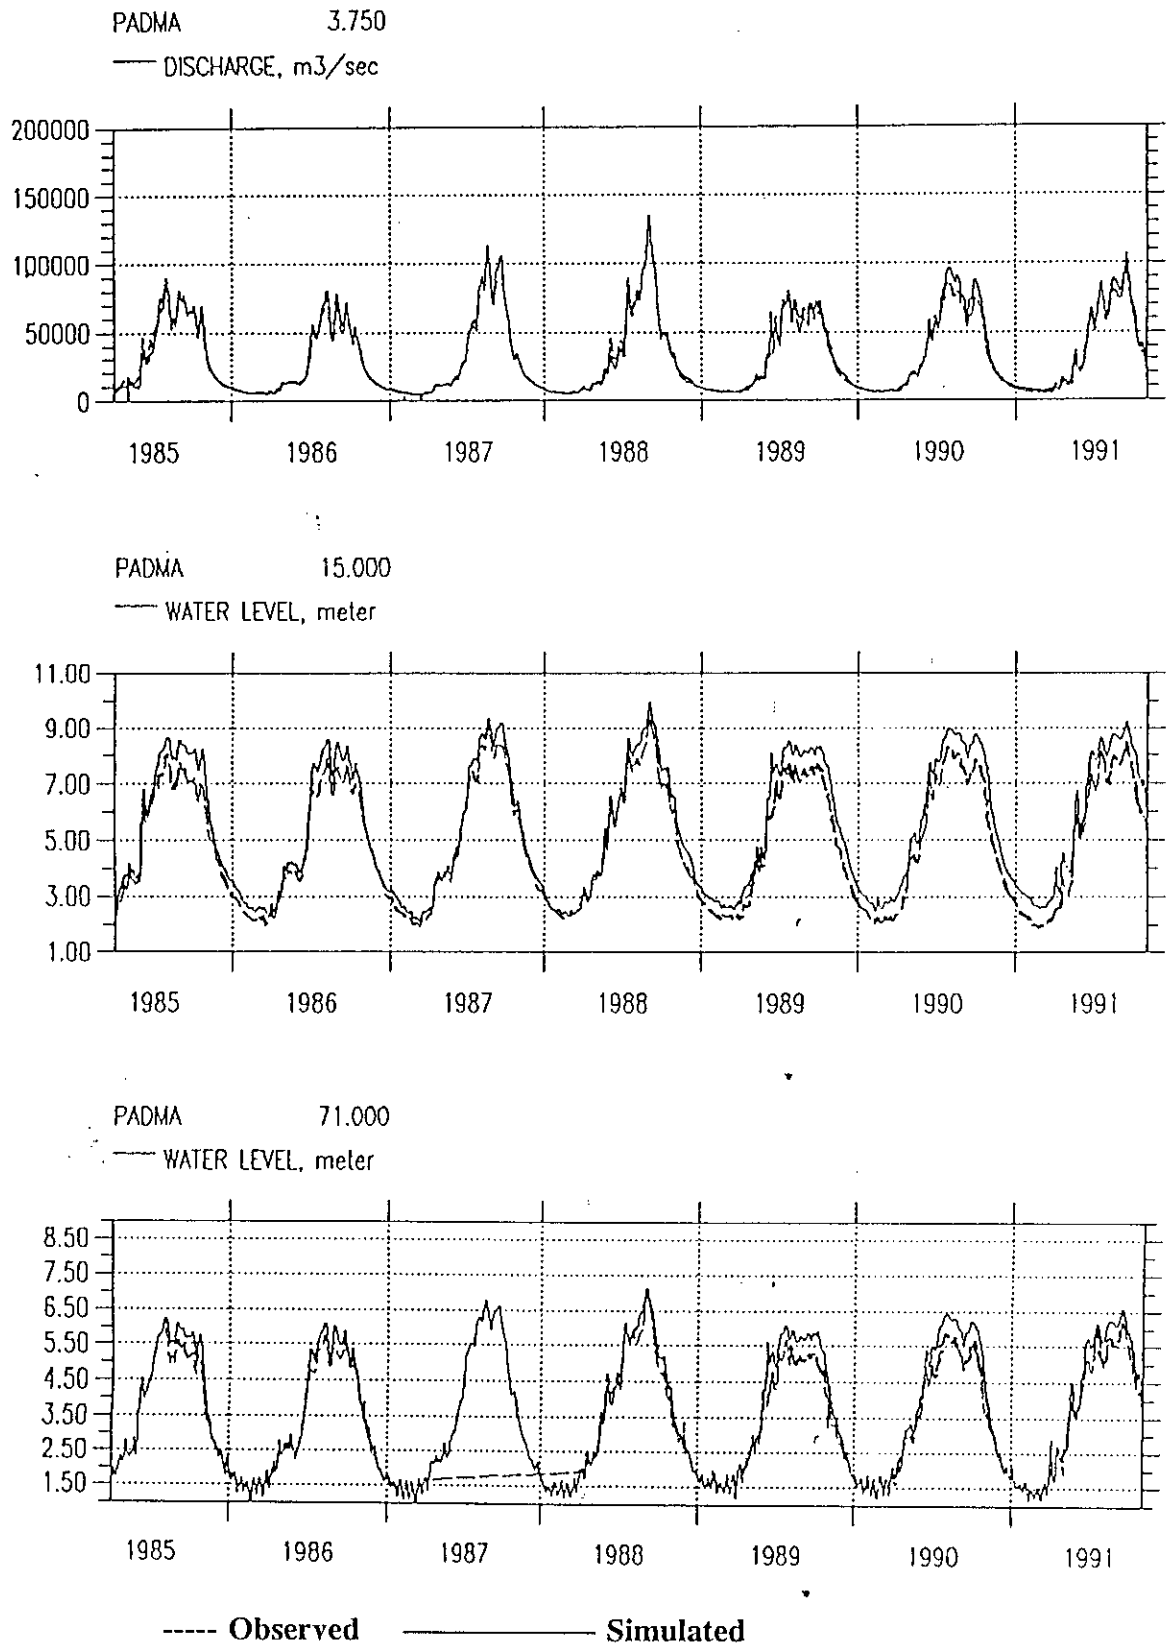 PADMA 3.750
DISCHARGE, m3/sec
200000
150000
100000
50000
0
1985 1986 1987 1988 1989 1990 1991
PADMA 15.000
WATER LEVEL, meter
11.00
9.00
7.00
5.00
3.00
1.00
1985 1986 1987 1988 1989 1990 1991
PADMA 71.000
WATER LEVEL, meter
8.50
7.50
6.50
5.50
4.50
3.50
2.50
1.50
1985 1986 1987 1988 1989 1990 1991
----- Observed ——— Simulated